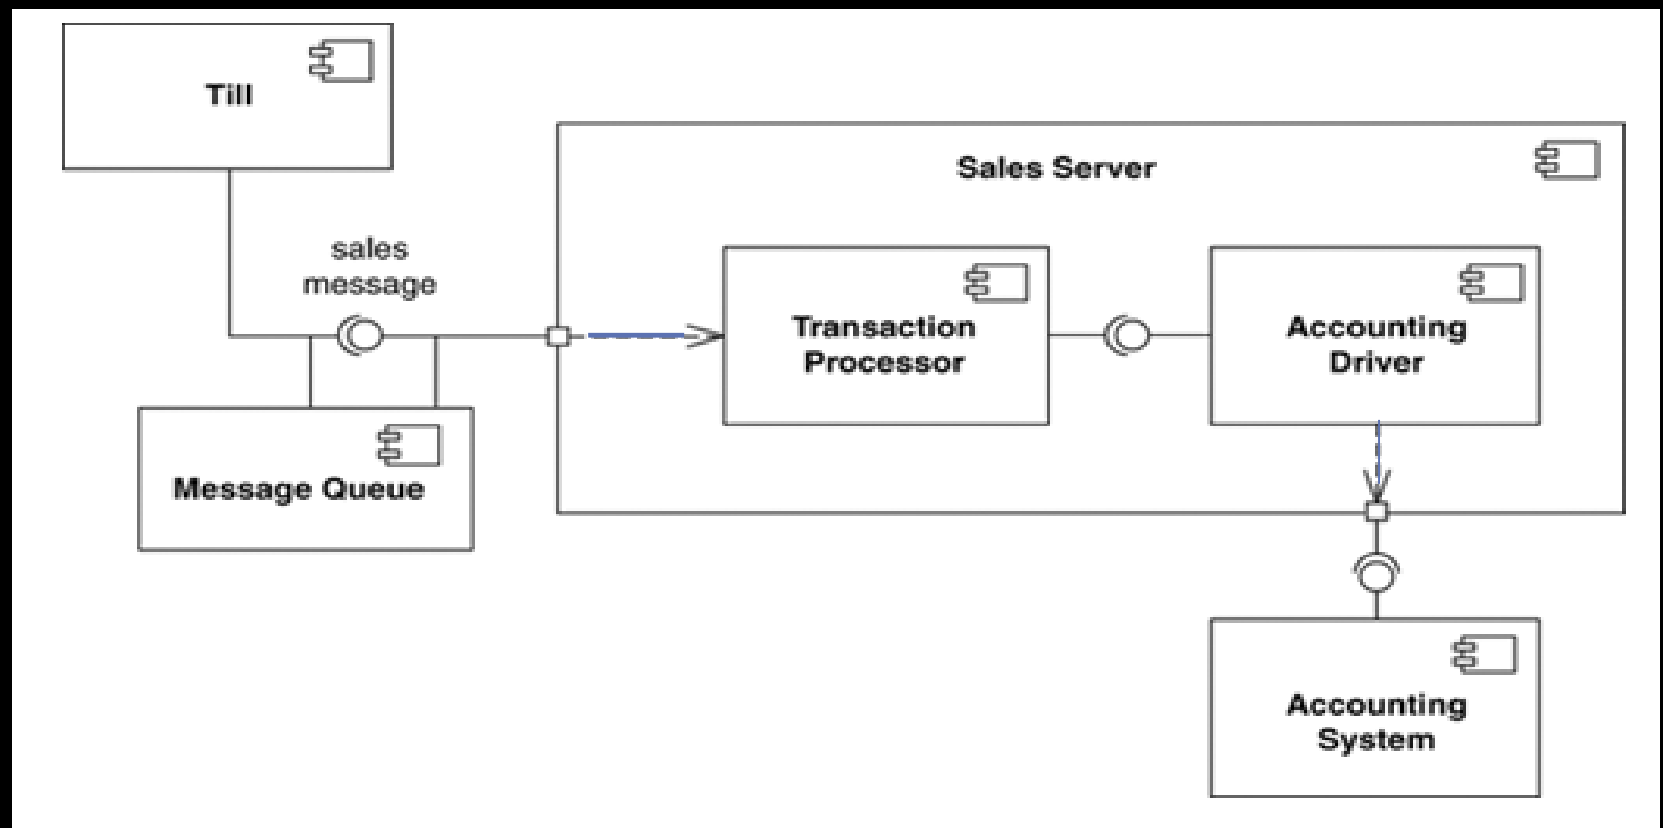 Till
sales
message
Message Queue
Sales Server
Transaction
Processor
Accounting
Driver
Accounting
System